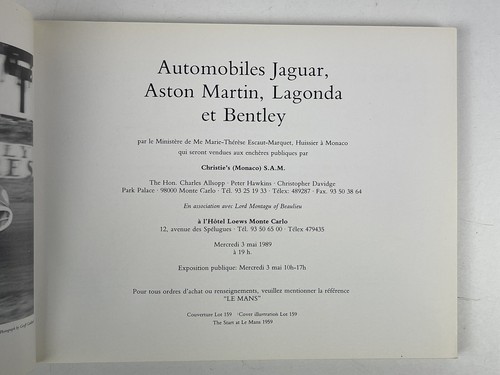 Automobiles Jaguar,
Aston Martin, Lagonda
et Bentley
par le Ministère de Me Marie-Thérèse Escaut-Marquet, Huissier à Monaco
qui seront vendues aux enchères publiques par
Christie's (Monaco) S.A.M.
The Hon. Charles Allsopp · Peter Hawkins · Christopher Davidge
Park Palace · 98000 Monte Carlo · Tél. 93 25 19 33 · Télex: 489287 · Fax. 93 50 38 64
En association avec Lord Montagu of Beaulieu
à l'Hôtel Loews Monte Carlo
12, avenue des Spélugues · Tél. 93 50 65 00 · Télex 479435
Mercredi 3 mai 1989
à 19 h.
Exposition publique: Mercredi 3 mai 10h-17h
Pour tous ordres d'achat ou renseignements, veuillez mentionner la référence
"LE MANS"
Couverture Lot 159 · Cover illustration Lot 159
The Start at Le Mans 1959